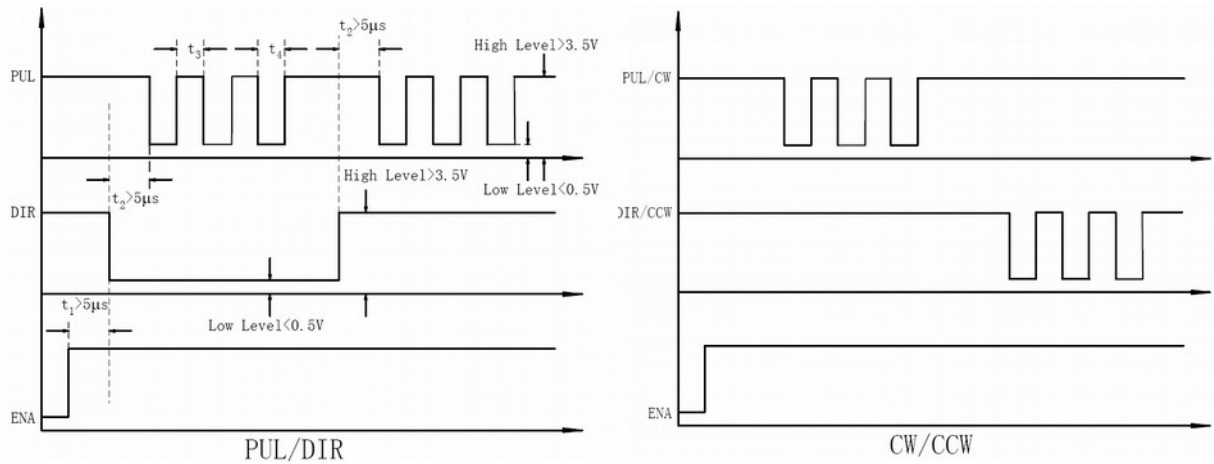 t₂>5μs
High Level>3.5V
t₃
t₄
PUL
Low Level<0.5V
t₂>5μs
High Level>3.5V
DIR
t₁>5μs
Low Level<0.5V
ENA
PUL/DIR
PUL/CW
DIR/CCW
ENA
CW/CCW